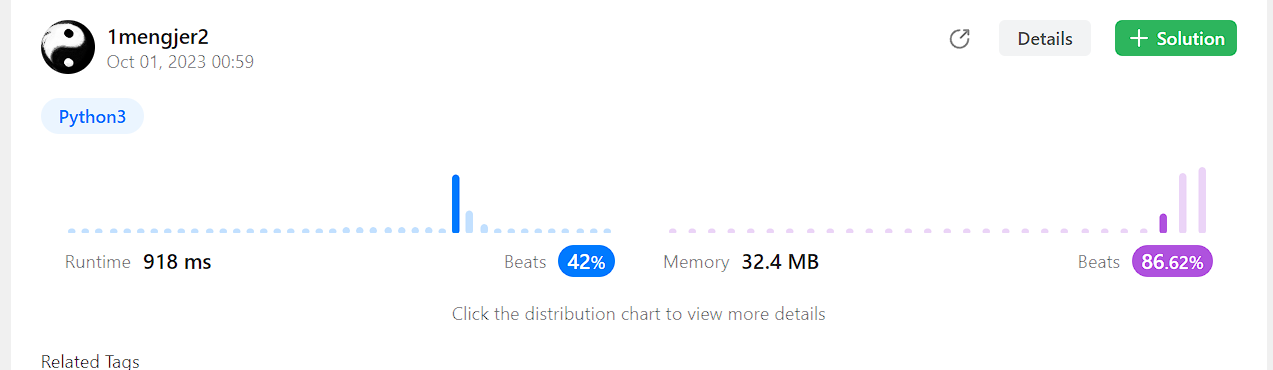 1mengjer2
Oct 01, 2023 00:59
Details
+ Solution
Python3
Runtime 918 ms
Beats 42%
Memory 32.4 MB
Beats 86.62%
Click the distribution chart to view more details
Related Tags